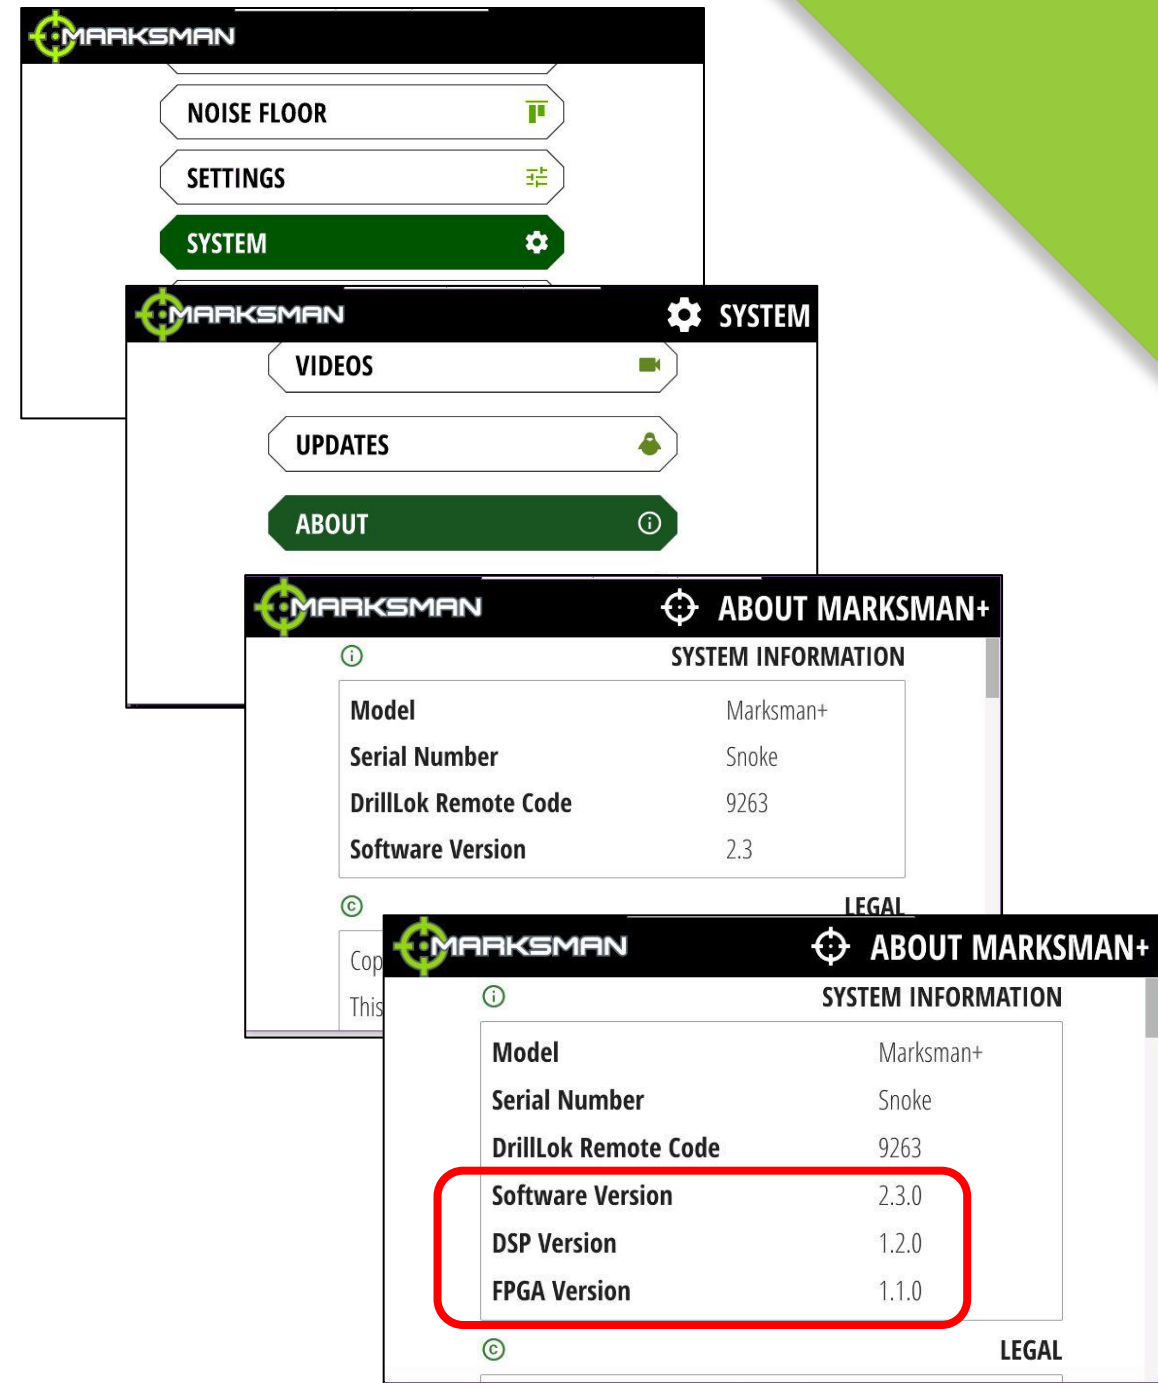 MARKSMAN
NOISE FLOOR
SETTINGS
SYSTEM
MARKSMAN SYSTEM
VIDEOS
UPDATES
ABOUT
MARKSMAN ABOUT MARKSMAN+
SYSTEM INFORMATION
Model Marksman+
Serial Number Snoke
DrillLok Remote Code 9263
Software Version 2.3
LEGAL
Cop
This
MARKSMAN ABOUT MARKSMAN+
SYSTEM INFORMATION
Model Marksman+
Serial Number Snoke
DrillLok Remote Code 9263
Software Version 2.3.0
DSP Version 1.2.0
FPGA Version 1.1.0
LEGAL